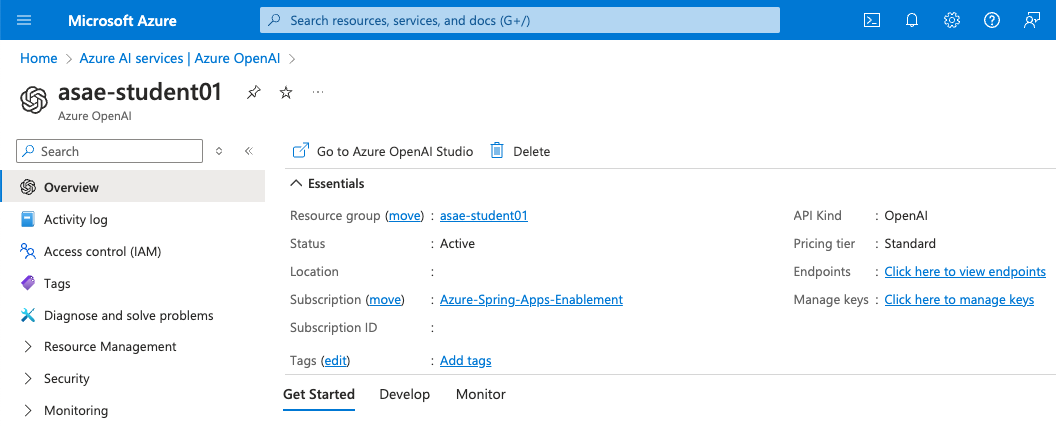 Microsoft Azure
Search resources, services, and docs (G+/)
Home > Azure AI services | Azure OpenAI >
asae-student01
Azure OpenAI
Search
Overview
Activity log
Access control (IAM)
Tags
Diagnose and solve problems
Resource Management
Security
Monitoring
Go to Azure OpenAI Studio
Delete
Essentials
Resource group (move) : asae-student01
Status : Active
Location :
Subscription (move) : Azure-Spring-Apps-Enablement
Subscription ID :
Tags (edit) : Add tags
API Kind : OpenAI
Pricing tier : Standard
Endpoints : Click here to view endpoints
Manage keys : Click here to manage keys
Get Started Develop Monitor